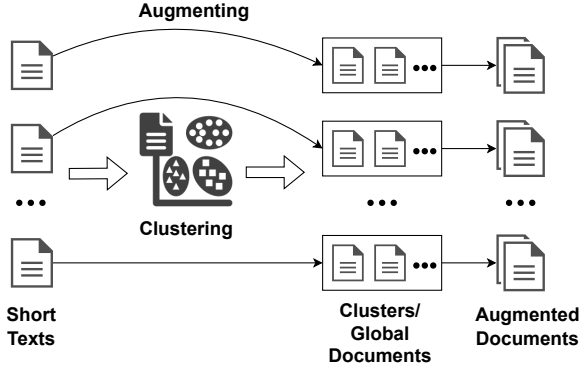 Augmenting
Clustering
Short
Texts
Clusters/
Global
Documents
Augmented
Documents